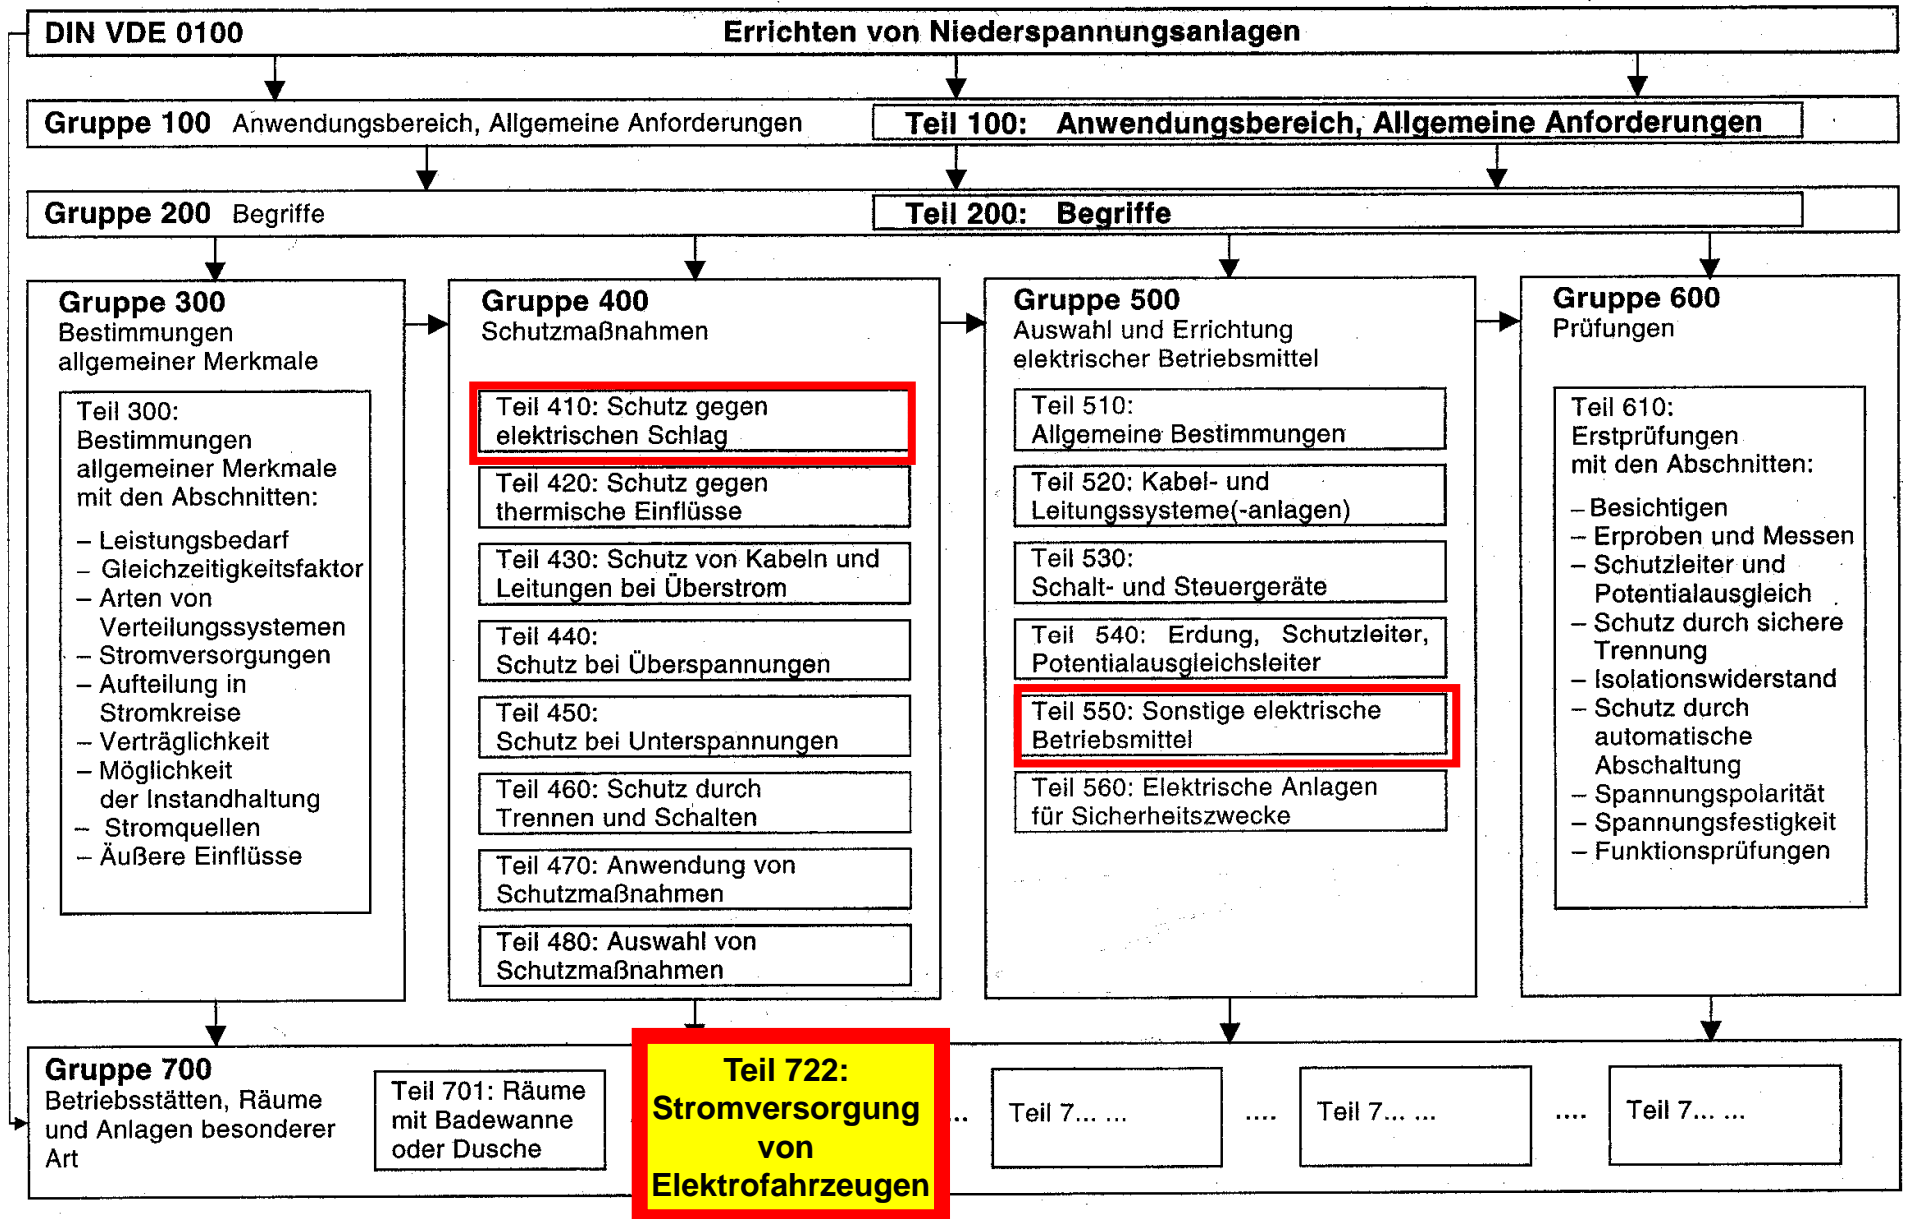 DIN VDE 0100 Errichten von Niederspannungsanlagen
Gruppe 100 Anwendungsbereich, Allgemeine Anforderungen
Teil 100: Anwendungsbereich, Allgemeine Anforderungen
Gruppe 200 Begriffe
Teil 200: Begriffe
Gruppe 300
Bestimmungen
allgemeiner Merkmale
Teil 300:
Bestimmungen
allgemeiner Merkmale
mit den Abschnitten:
– Leistungsbedarf
– Gleichzeitigkeitsfaktor
– Arten von
Verteilungssystemen
– Stromversorgungen
– Aufteilung in
Stromkreise
– Verträglichkeit
– Möglichkeit
der Instandhaltung
– Stromquellen
– Äußere Einflüsse
Gruppe 400
Schutzmaßnahmen
Teil 410: Schutz gegen
elektrischen Schlag
Teil 420: Schutz gegen
thermische Einflüsse
Teil 430: Schutz von Kabeln und
Leitungen bei Überstrom
Teil 440:
Schutz bei Überspannungen
Teil 450:
Schutz bei Unterspannungen
Teil 460: Schutz durch
Trennen und Schalten
Teil 470: Anwendung von
Schutzmaßnahmen
Teil 480: Auswahl von
Schutzmaßnahmen
Gruppe 500
Auswahl und Errichtung
elektrischer Betriebsmittel
Teil 510:
Allgemeine Bestimmungen
Teil 520: Kabel- und
Leitungssysteme(-anlagen)
Teil 530:
Schalt- und Steuergeräte
Teil 540: Erdung, Schutzleiter,
Potentialausgleichsleiter
Teil 550: Sonstige elektrische
Betriebsmittel
Teil 560: Elektrische Anlagen
für Sicherheitszwecke
Gruppe 600
Prüfungen
Teil 610:
Erstprüfungen
mit den Abschnitten:
– Besichtigen
– Erproben und Messen
– Schutzleiter und
Potentialausgleich
– Schutz durch sichere
Trennung
– Isolationswiderstand
– Schutz durch
automatische
Abschaltung
– Spannungspolarität
– Spannungsfestigkeit
– Funktionsprüfungen
Gruppe 700
Betriebsstätten, Räume
und Anlagen besonderer
Art
Teil 701: Räume
mit Badewanne
oder Dusche
Teil 722:
Stromversorgung
von
Elektrofahrzeugen
...
Teil 7... ...
....
Teil 7... ...
....
Teil 7... ...